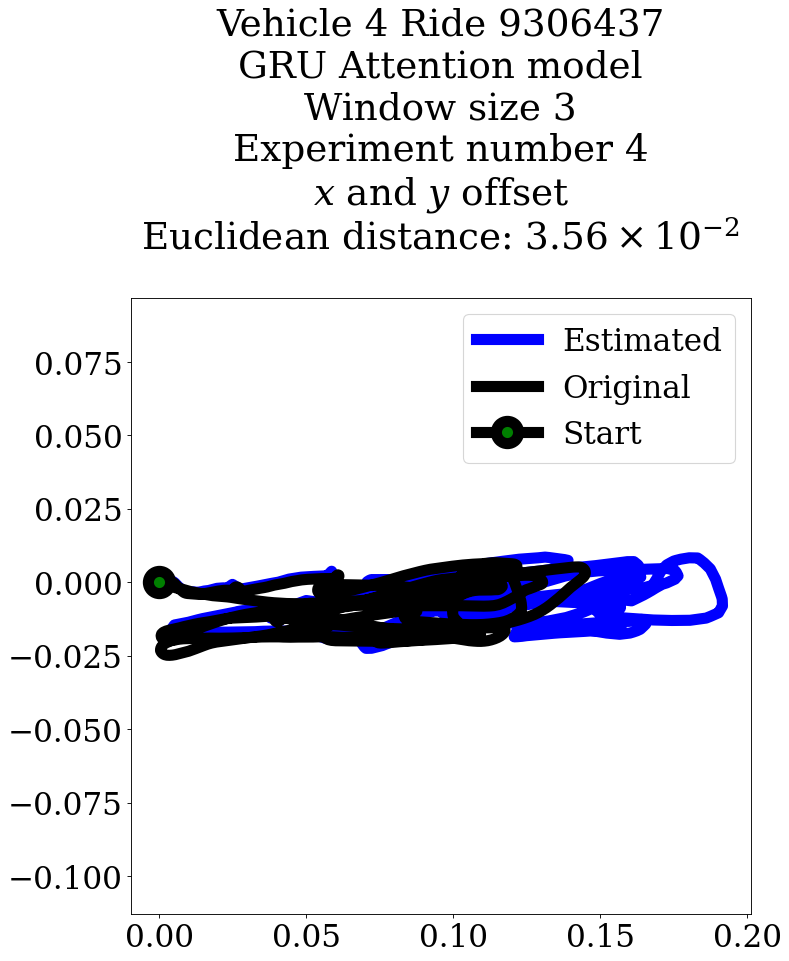 Vehicle 4 Ride 9306437
GRU Attention model
Window size 3
Experiment number 4
x and y offset
Euclidean distance: 3.56 × 10⁻²
Estimated
Original
Start
0.075
0.050
0.025
0.000
−0.025
−0.050
−0.075
−0.100
0.00 0.05 0.10 0.15 0.20